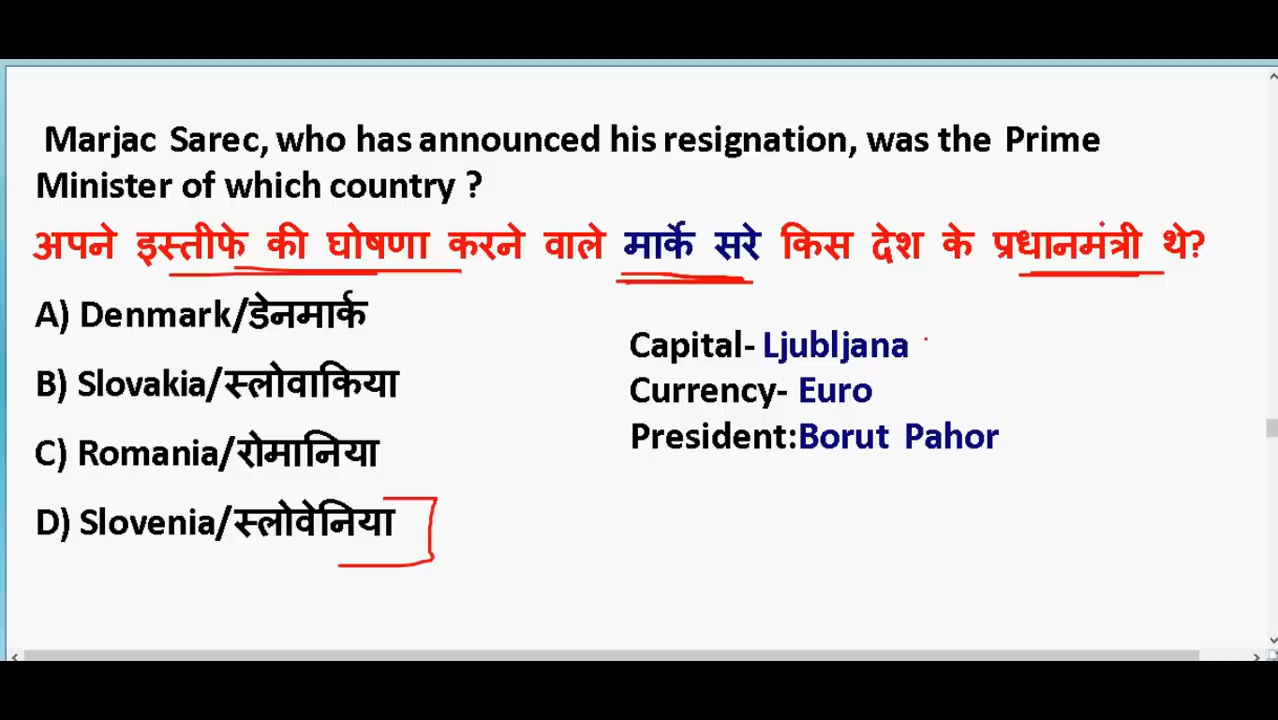 Marjac Sarec, who has announced his resignation, was the Prime
Minister of which country ?
अपने इस्तीफे की घोषणा करने वाले मार्के सरे किस देश के प्रधानमंत्री थे?
A) Denmark/डेनमार्क
B) Slovakia/स्लोवाकिया
C) Romania/रोमानिया
D) Slovenia/स्लोवेनिया
Capital- Ljubljana
Currency- Euro
President:Borut Pahor